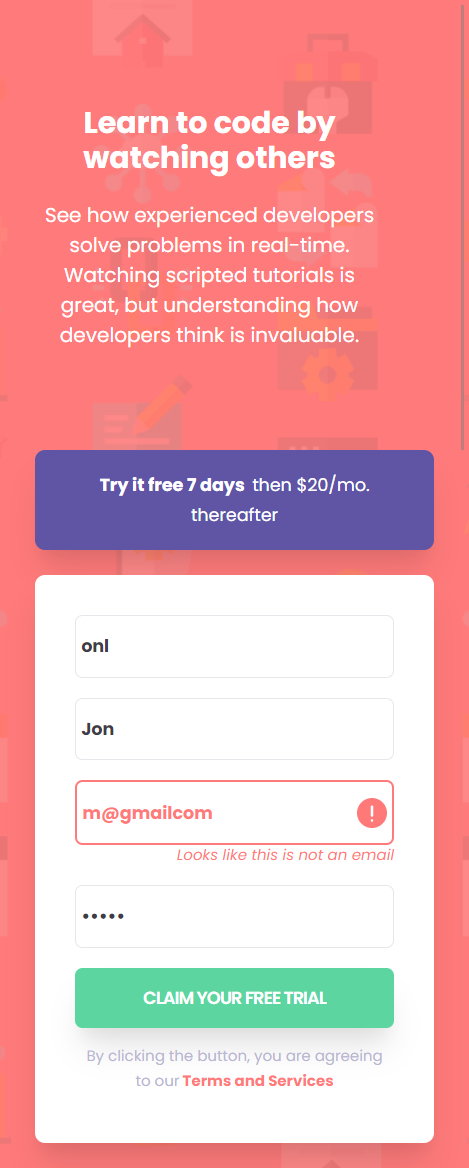 Learn to code by
watching others
See how experienced developers
solve problems in real-time.
Watching scripted tutorials is
great, but understanding how
developers think is invaluable.
Try it free 7 days then $20/mo.
thereafter
onl
Jon
m@gmailcom
Looks like this is not an email
•••••
CLAIM YOUR FREE TRIAL
By clicking the button, you are agreeing
to our Terms and Services